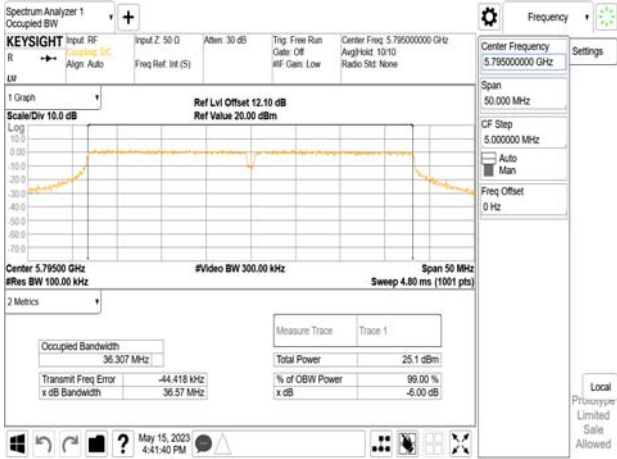 Spectrum Analyzer 1
Occupied BW
KEYSIGHT
R
LXI
Input: RF
Coupling: DC
Align: Auto
Input Z: 50 Ω
Freq Ref: Int (S)
Atten: 30 dB
Trig: Free Run
Gate: Off
#IF Gain: Low
Center Freq: 5.795000000 GHz
Avg|Hold: 10/10
Radio Std: None
1 Graph
Scale/Div 10.0 dB
Ref Lvl Offset 12.10 dB
Ref Value 20.00 dBm
Log
10.0
0.00
-10.0
-20.0
-30.0
-40.0
-50.0
-60.0
-70.0
Center 5.79500 GHz
#Res BW 100.00 kHz
#Video BW 300.00 kHz
Span 50 MHz
Sweep 4.80 ms (1001 pts)
2 Metrics
Measure Trace
Trace 1
Occupied Bandwidth
36.307 MHz
Total Power
25.1 dBm
Transmit Freq Error
-44.418 kHz
% of OBW Power
99.00 %
x dB Bandwidth
36.57 MHz
x dB
-6.00 dB
May 15, 2023
4:41:40 PM
Frequency
Center Frequency
5.795000000 GHz
Settings
Span
50.000 MHz
CF Step
5.000000 MHz
Auto
Man
Freq Offset
0 Hz
Local
Prototype
Limited
Sale
Allowed